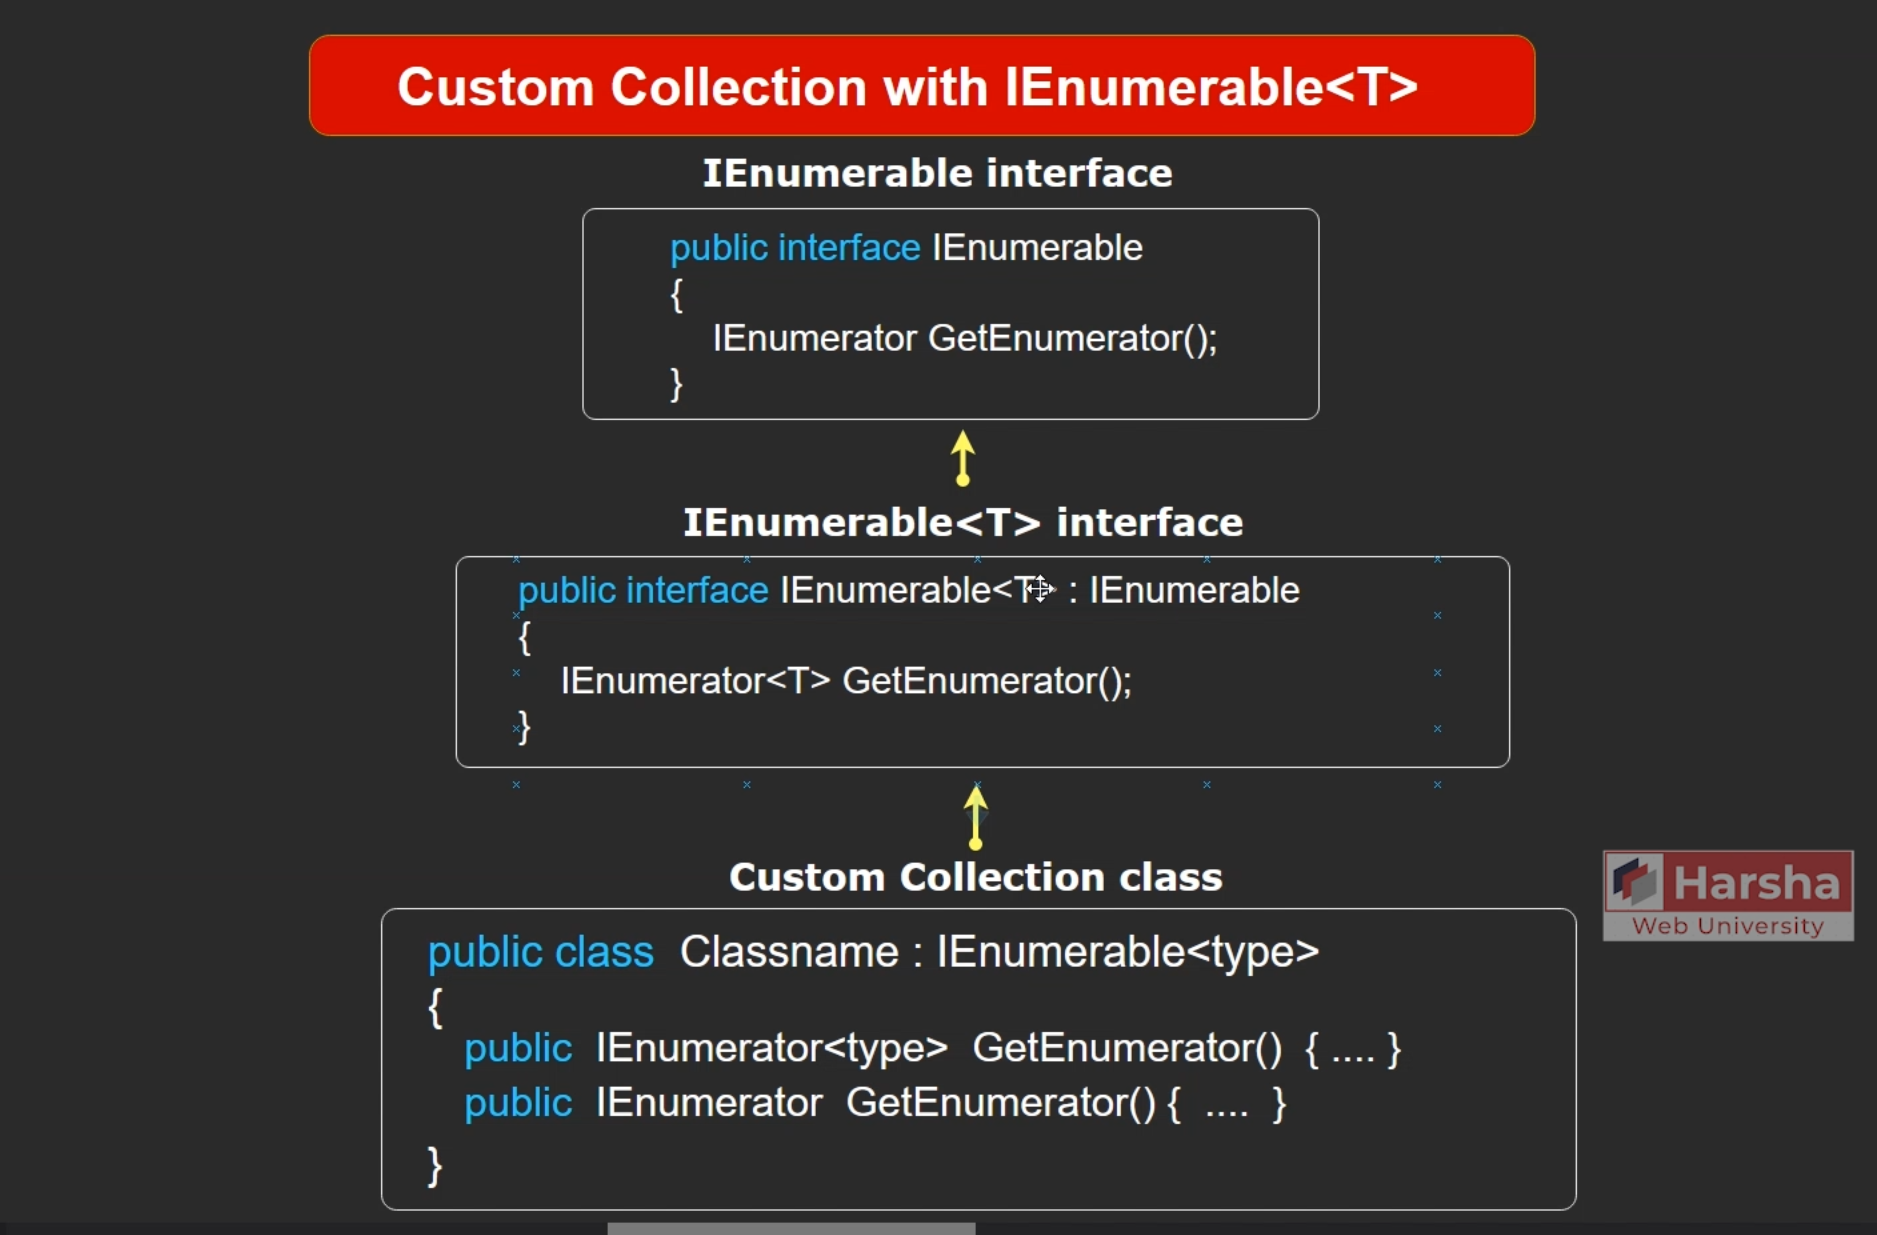 Custom Collection with IEnumerable<T>
IEnumerable interface
public interface IEnumerable
{
IEnumerator GetEnumerator();
}
IEnumerable<T> interface
public interface IEnumerable<T> : IEnumerable
{
IEnumerator<T> GetEnumerator();
}
Custom Collection class
public class Classname : IEnumerable<type>
{
public IEnumerator<type> GetEnumerator() { .... }
public IEnumerator GetEnumerator() { .... }
}
Harsha
Web University